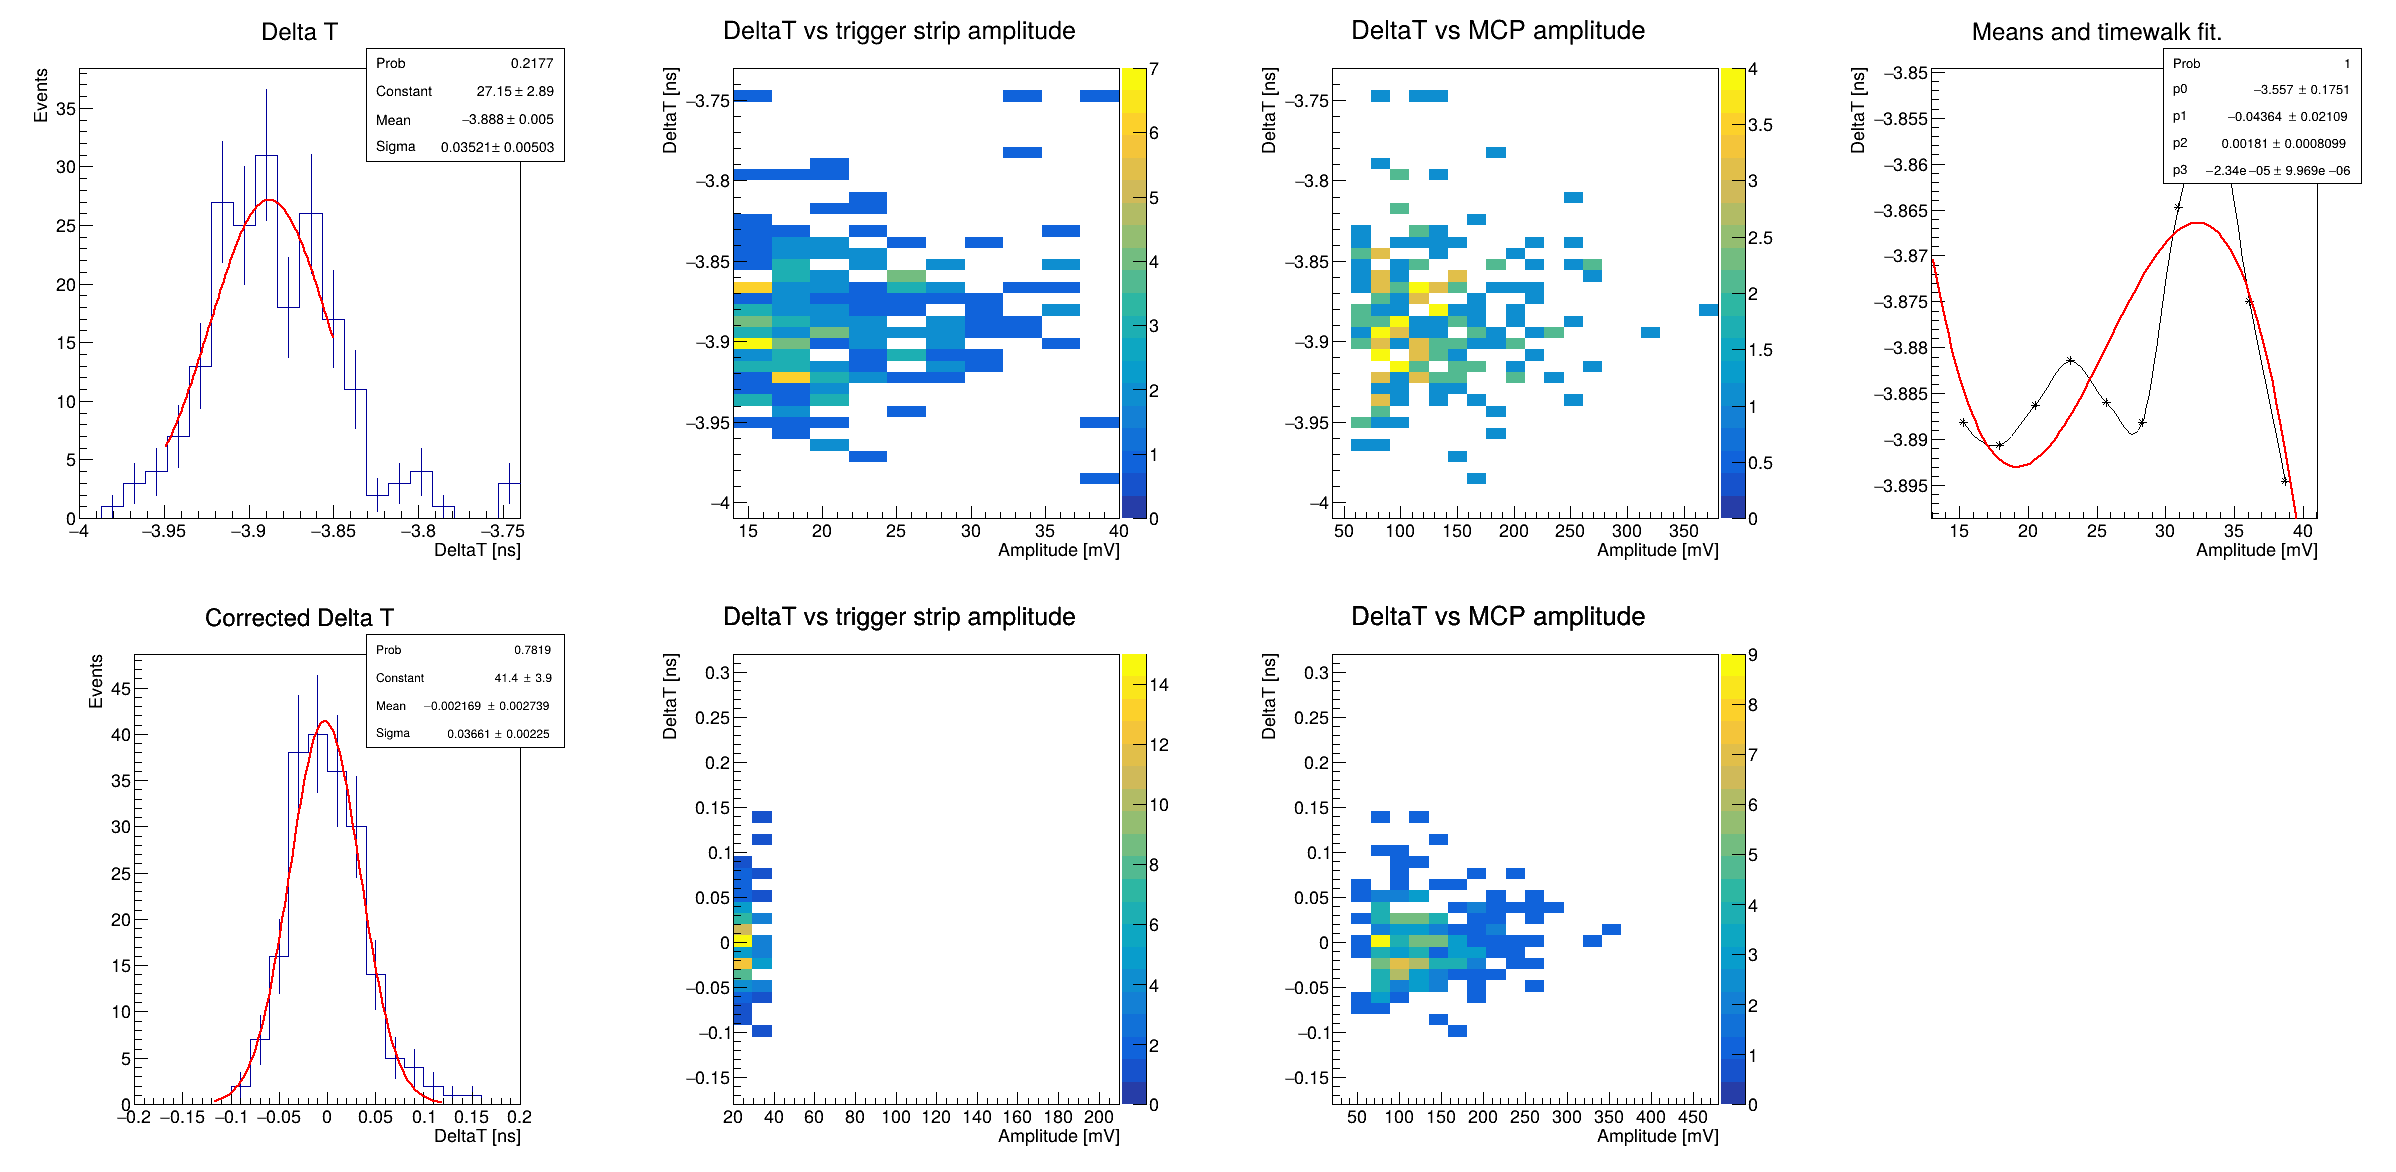 Delta T
Events
Prob 0.2177
Constant 27.15 ± 2.89
Mean −3.888 ± 0.005
Sigma 0.03521 ± 0.00503
35
30
25
20
15
10
5
0
−4 −3.95 −3.9 −3.85 −3.8 −3.75
DeltaT [ns]
DeltaT vs trigger strip amplitude
DeltaT [ns]
−3.75
−3.8
−3.85
−3.9
−3.95
−4
15 20 25 30 35 40
Amplitude [mV]
7
6
5
4
3
2
1
0
DeltaT vs MCP amplitude
DeltaT [ns]
−3.75
−3.8
−3.85
−3.9
−3.95
−4
50 100 150 200 250 300 350
Amplitude [mV]
4
3.5
3
2.5
2
1.5
1
0.5
0
Means and timewalk fit.
DeltaT [ns]
Prob 1
p0 −3.557 ± 0.1751
p1 −0.04364 ± 0.02109
p2 0.00181 ± 0.0008099
p3 −2.34e−05 ± 9.969e−06
−3.85
−3.855
−3.86
−3.865
−3.87
−3.875
−3.88
−3.885
−3.89
−3.895
15 20 25 30 35 40
Amplitude [mV]
Corrected Delta T
Events
Prob 0.7819
Constant 41.4 ± 3.9
Mean −0.002169 ± 0.002739
Sigma 0.03661 ± 0.00225
45
40
35
30
25
20
15
10
5
0
−0.2 −0.15 −0.1 −0.05 0 0.05 0.1 0.15 0.2
DeltaT [ns]
DeltaT vs trigger strip amplitude
DeltaT [ns]
0.3
0.25
0.2
0.15
0.1
0.05
0
−0.05
−0.1
−0.15
20 40 60 80 100 120 140 160 180 200
Amplitude [mV]
14
12
10
8
6
4
2
0
DeltaT vs MCP amplitude
DeltaT [ns]
0.3
0.25
0.2
0.15
0.1
0.05
0
−0.05
−0.1
−0.15
50 100 150 200 250 300 350 400 450
Amplitude [mV]
9
8
7
6
5
4
3
2
1
0